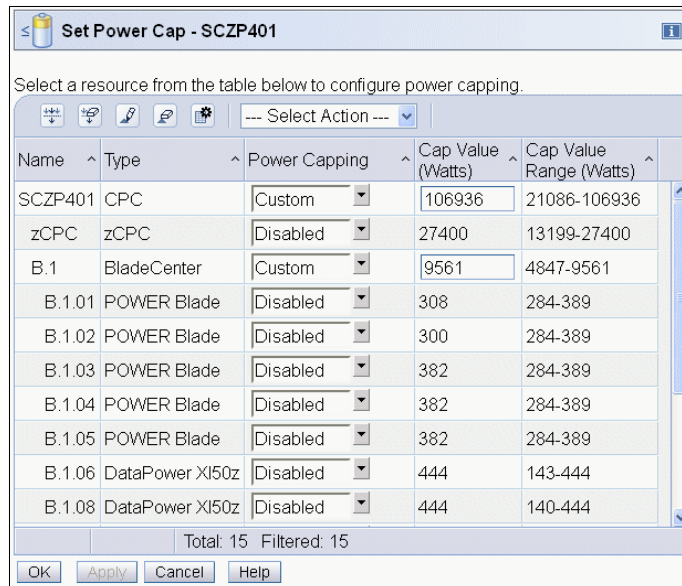 Set Power Cap - SCZP401
Select a resource from the table below to configure power capping.
--- Select Action ---
Name Type Power Capping Cap Value (Watts) Cap Value Range (Watts)
SCZP401 CPC Custom 106936 21086-106936
zCPC zCPC Disabled 27400 13199-27400
B.1 BladeCenter Custom 9561 4847-9561
B.1.01 POWER Blade Disabled 308 284-389
B.1.02 POWER Blade Disabled 300 284-389
B.1.03 POWER Blade Disabled 382 284-389
B.1.04 POWER Blade Disabled 382 284-389
B.1.05 POWER Blade Disabled 382 284-389
B.1.06 DataPower XI50z Disabled 444 143-444
B.1.08 DataPower XI50z Disabled 444 140-444
Total: 15 Filtered: 15
OK Apply Cancel Help